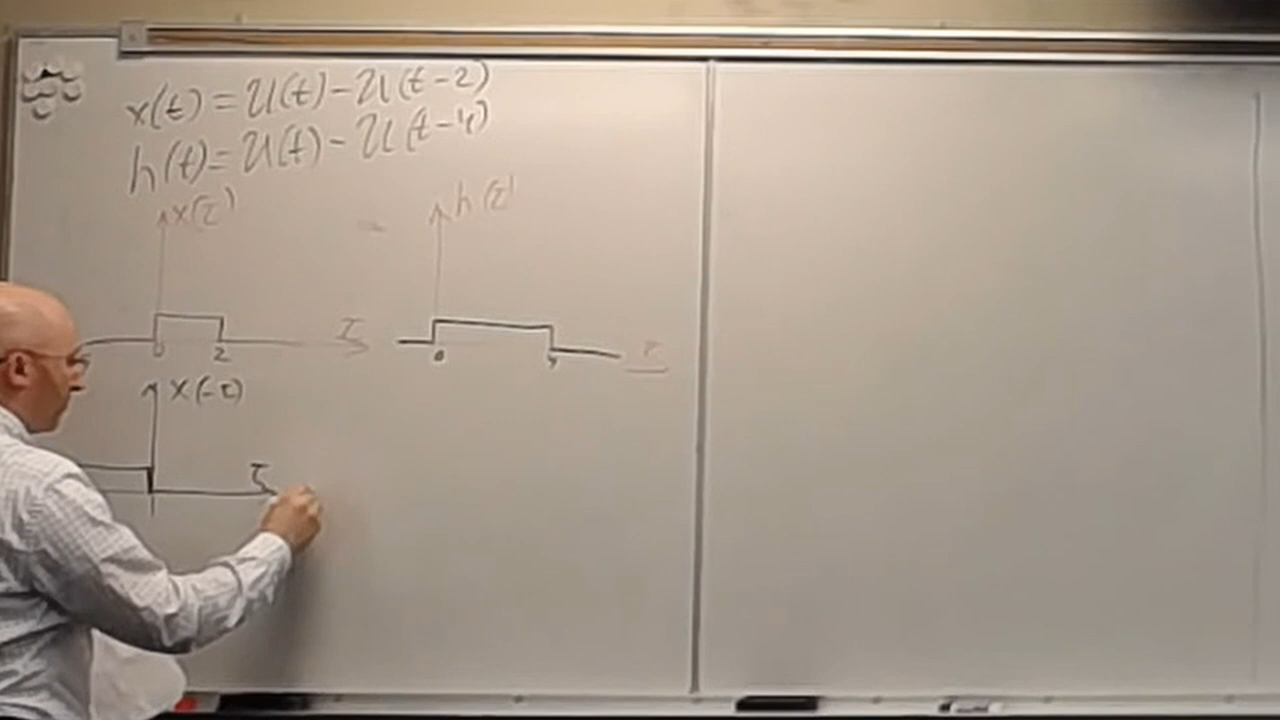 x(t) = u(t) - u(t-2)
h(t) = u(t) - u(t-4)
x(τ)
h(τ)
0 2 τ
0 4 τ
x(-τ)
τ